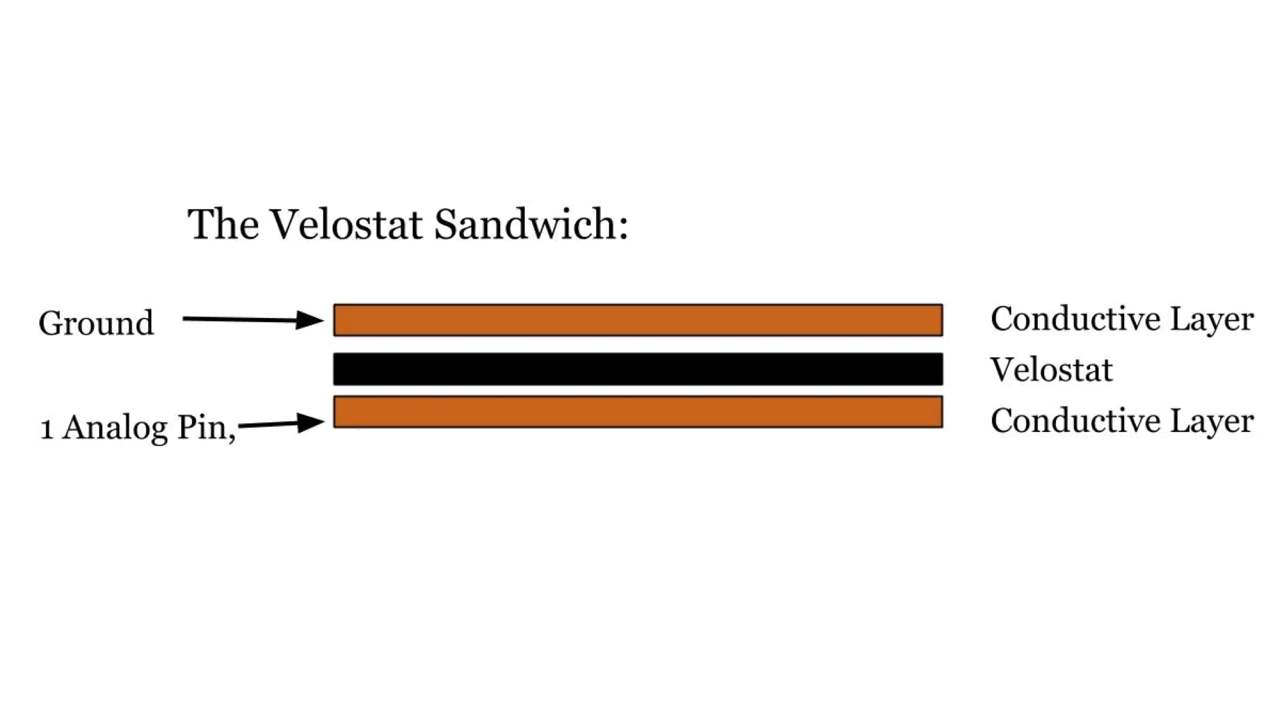 The Velostat Sandwich:
Ground
Conductive Layer
Velostat
1 Analog Pin,
Conductive Layer